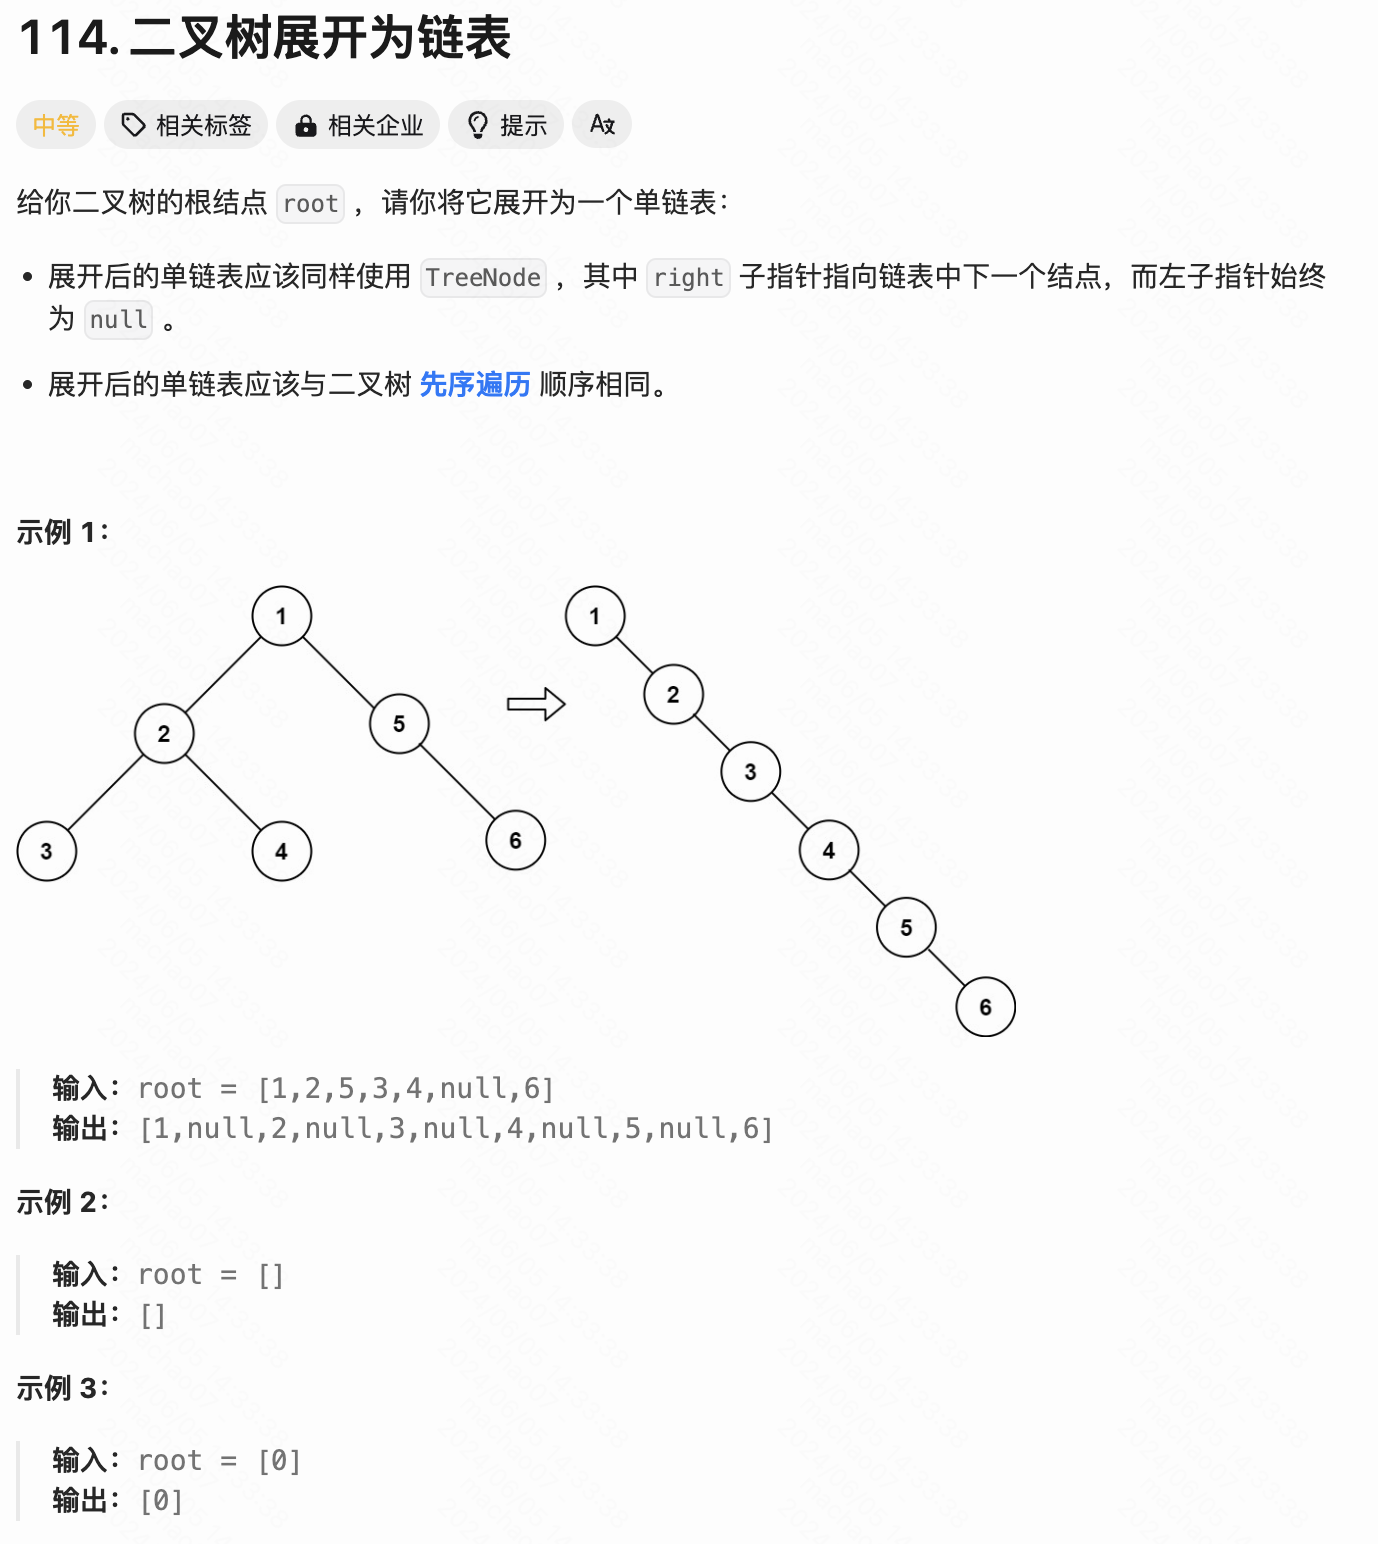 114. 二叉树展开为链表
中等 相关标签 相关企业 提示 A文
给你二叉树的根结点 root ，请你将它展开为一个单链表：
• 展开后的单链表应该同样使用 TreeNode ，其中 right 子指针指向链表中下一个结点，而左子指针始终
为 null 。
• 展开后的单链表应该与二叉树 先序遍历 顺序相同。
示例 1：
1
2
5
3
4
6
1
2
3
4
5
6
输入：root = [1,2,5,3,4,null,6]
输出：[1,null,2,null,3,null,4,null,5,null,6]
示例 2：
输入：root = []
输出：[]
示例 3：
输入：root = [0]
输出：[0]